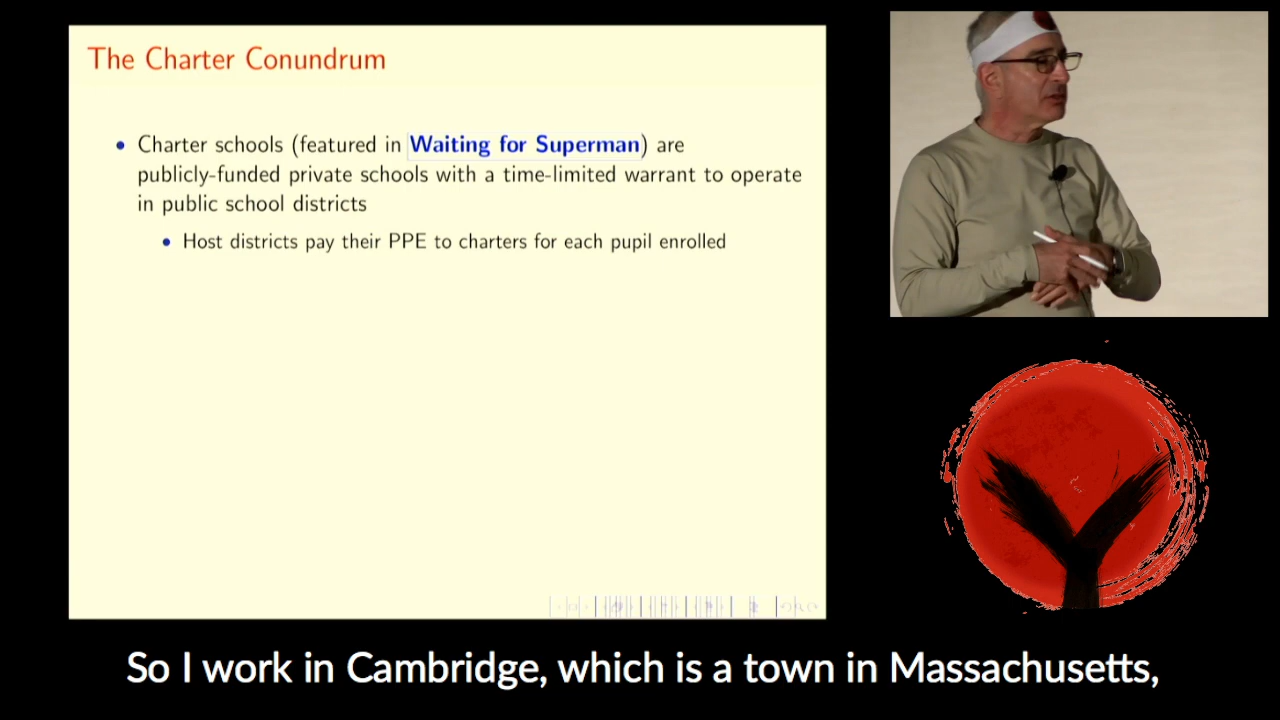 The Charter Conundrum
• Charter schools (featured in Waiting for Superman) are
publicly-funded private schools with a time-limited warrant to operate
in public school districts
• Host districts pay their PPE to charters for each pupil enrolled
So I work in Cambridge, which is a town in Massachusetts,